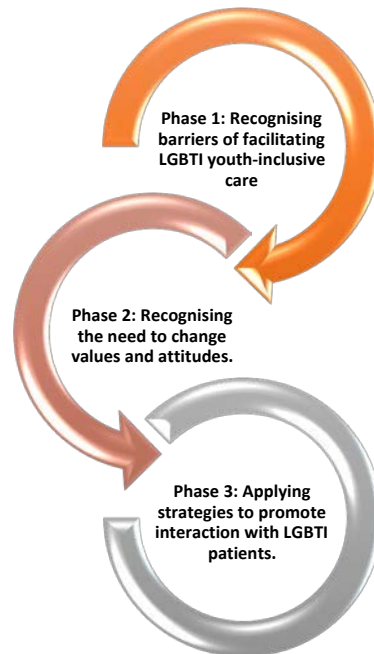 Phase 1: Recognising
barriers of facilitating
LGBTI youth-inclusive
care
Phase 2: Recognising
the need to change
values and attitudes.
Phase 3: Applying
strategies to promote
interaction with LGBTI
patients.